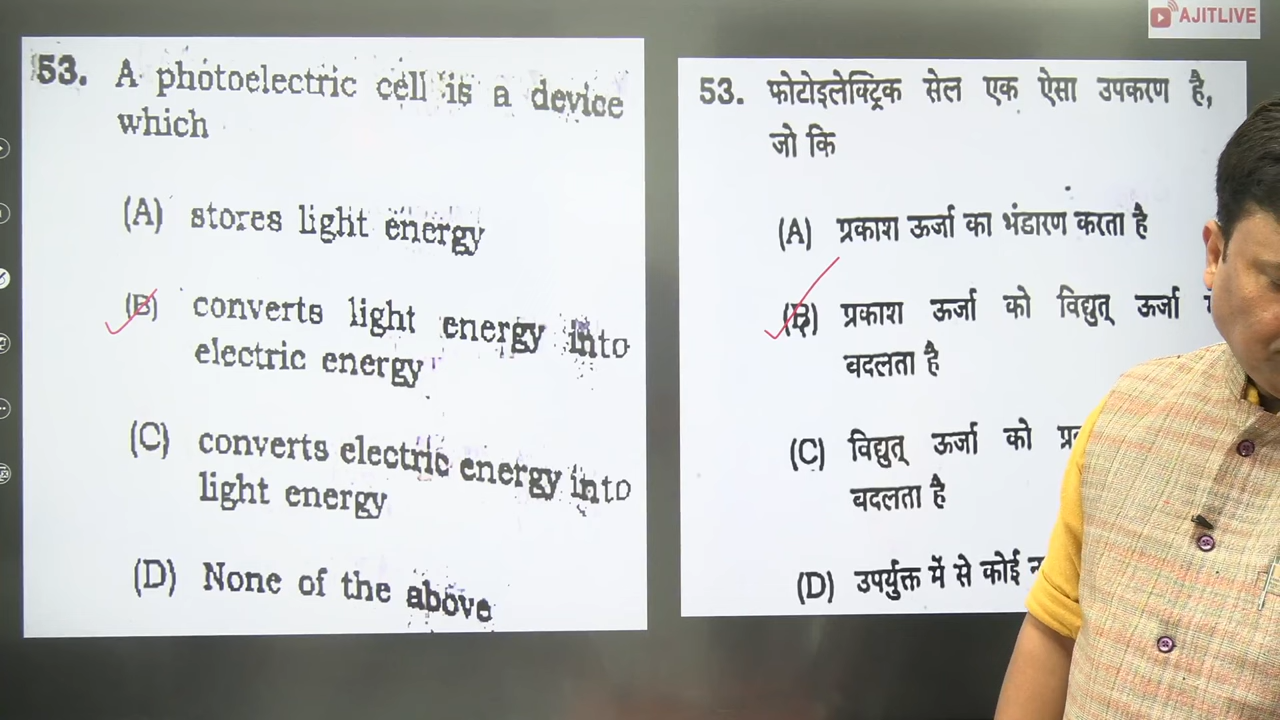 AJITLIVE
53. A photoelectric cell is a device
which
(A) stores light energy
(B) converts light energy into
electric energy
(C) converts electric energy into
light energy
(D) None of the above
53. फोटोइलेक्ट्रिक सेल एक ऐसा उपकरण है,
जो कि
(A) प्रकाश ऊर्जा का भंडारण करता है
(B) प्रकाश ऊर्जा को विद्युत् ऊर्जा
बदलता है
(C) विद्युत् ऊर्जा को
बदलता है
(D) उपर्युक्त में से कोई